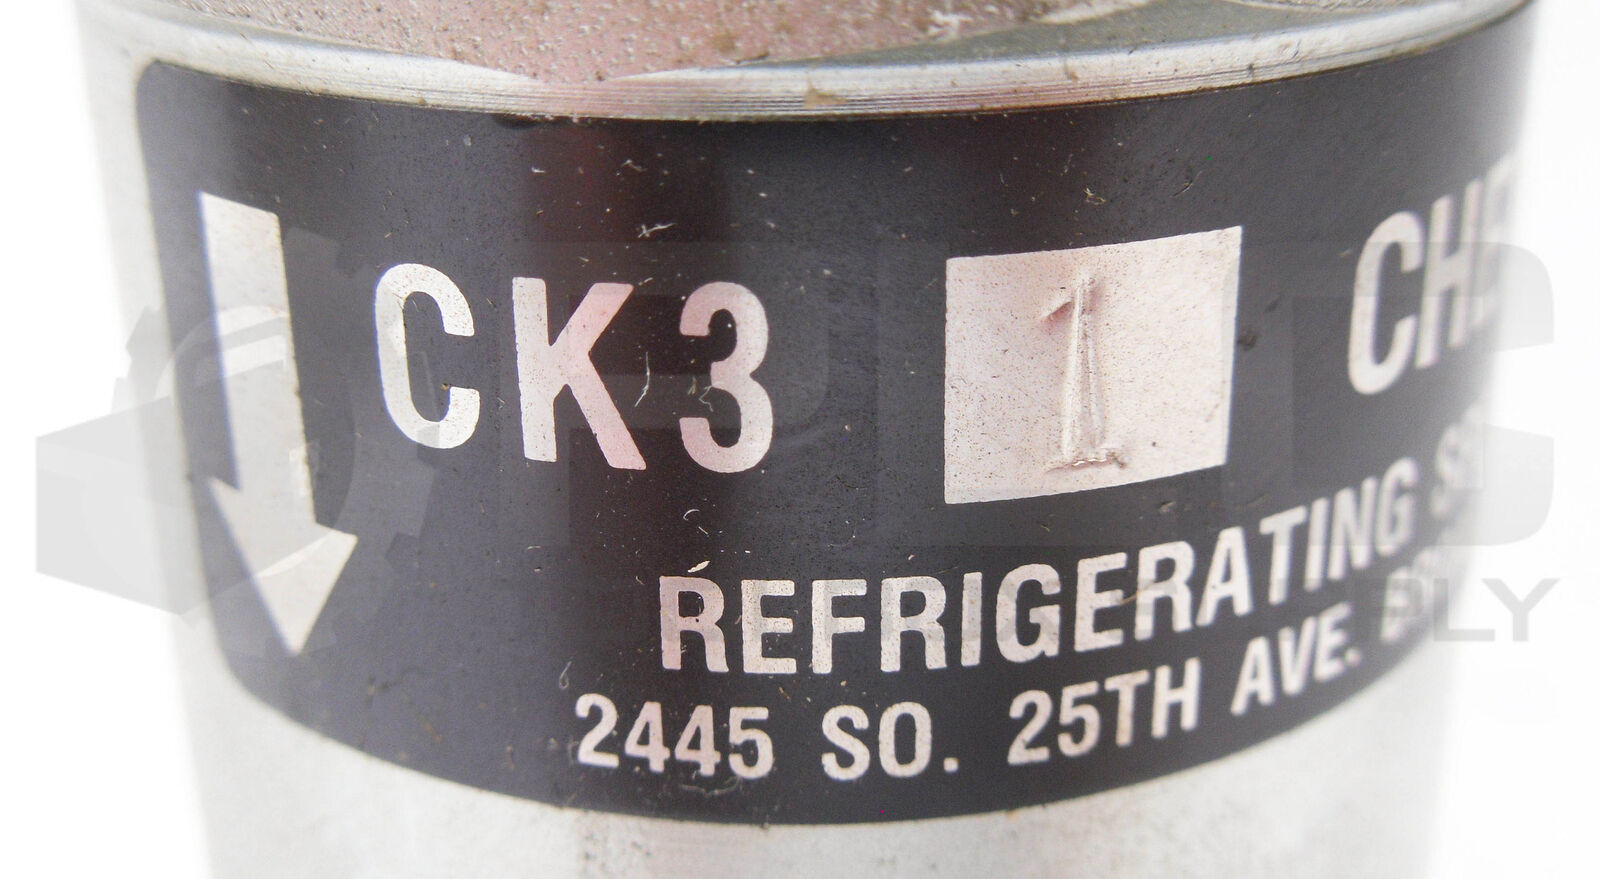 CK3 1 CHE
REFRIGERATING
2445 SO. 25TH AVE.